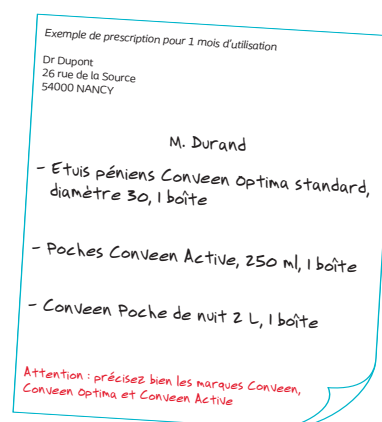 Exemple de prescription pour 1 mois d'utilisation
Dr Dupont
26 rue de la Source
54000 NANCY
M. Durand
- Etuis péniens Conveen Optima standard,
diamètre 30, 1 boîte
- Poches Conveen Active, 250 ml, 1 boîte
- Conveen Poche de nuit 2 L, 1 boîte
Attention : précisez bien les marques Conveen,
Conveen Optima et Conveen Active